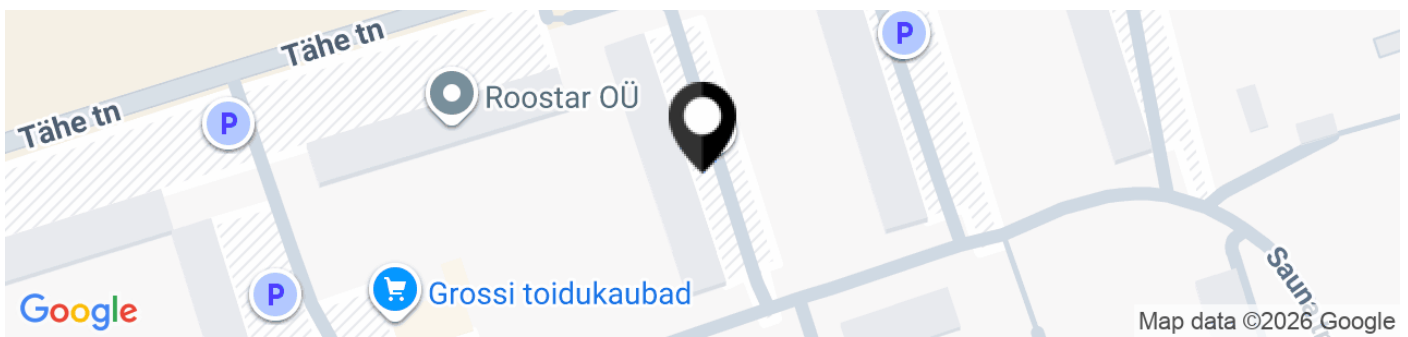 Tähe tn
Tähe tn
P
Roostar OÜ
P
P
Grossi toidukaubad
Google
Map data ©2026 Google